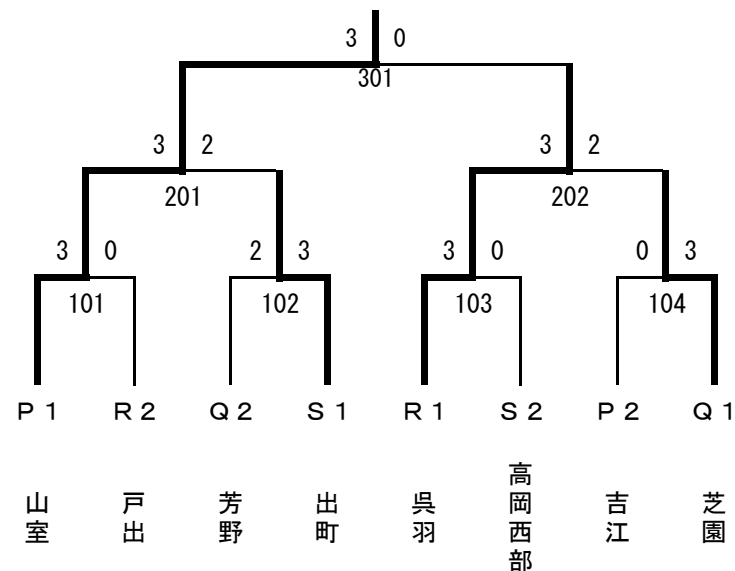 3 0
301
3 2 3 2
201 202
3 0 2 3 3 0 0 3
101 102 103 104
Ｐ１ Ｒ２ Ｑ２ Ｓ１ Ｒ１ Ｓ２ Ｐ２ Ｑ１
山室
戸出
芳野
出町
呉羽
高岡西部
吉江
芝園